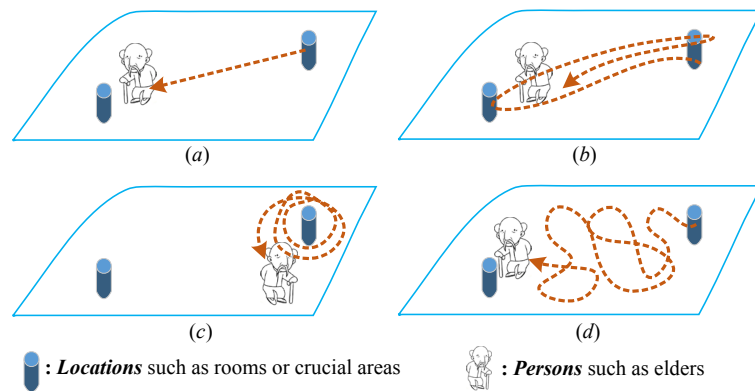 (a)
(b)
(c)
(d)
: Locations such as rooms or crucial areas
: Persons such as elders